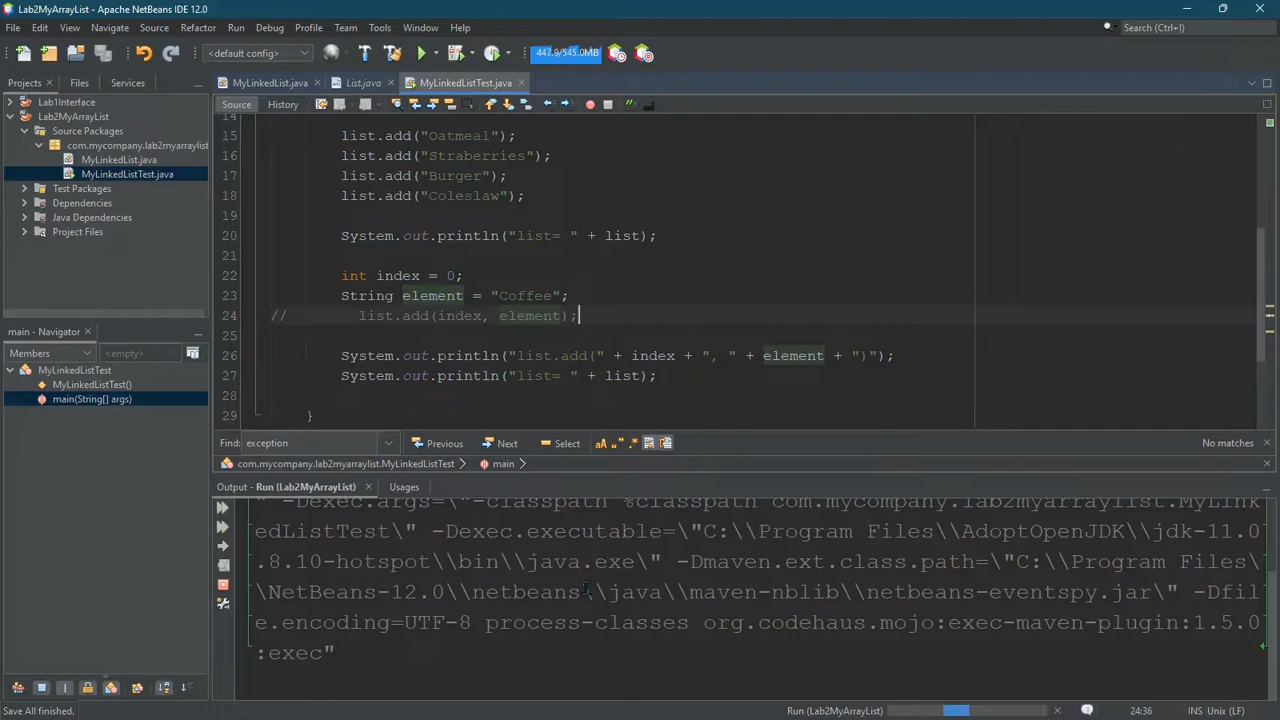 Lab2MyArrayList - Apache NetBeans IDE 12.0
File Edit View Navigate Source Refactor Run Debug Profile Team Tools Window Help
Search (Ctrl+I)
<default config>
447.9/545.0MB
Projects Files Services
MyLinkedList.java List.java MyLinkedListTest.java
Source History
Lab1Interface
Lab2MyArrayList
Source Packages
com.mycompany.lab2myarraylist
MyLinkedList.java
MyLinkedListTest.java
Test Packages
Dependencies
Java Dependencies
Project Files
14
15 list.add("Oatmeal");
16 list.add("Straberries");
17 list.add("Burger");
18 list.add("Coleslaw");
19
20 System.out.println("list= " + list);
21
22 int index = 0;
23 String element = "Coffee";
24 // list.add(index, element);
25
26 System.out.println("list.add(" + index + ", " + element + ")");
27 System.out.println("list= " + list);
28
29 }
main - Navigator
Members <empty>
MyLinkedListTest
MyLinkedListTest()
main(String[] args)
Find: exception Previous Next Select No matches
com.mycompany.lab2myarraylist.MyLinkedListTest main
Output - Run (Lab2MyArrayList) Usages
" -Dexec.args=\"-classpath %classpath com.mycompany.lab2myarraylist.MyLink
edListTest\" -Dexec.executable=\"C:\\Program Files\\AdoptOpenJDK\\jdk-11.0
.8.10-hotspot\\bin\\java.exe\" -Dmaven.ext.class.path=\"C:\\Program Files\
\NetBeans-12.0\\netbeans\\java\\maven-nblib\\netbeans-eventspy.jar\" -Dfil
e.encoding=UTF-8 process-classes org.codehaus.mojo:exec-maven-plugin:1.5.0
:exec"
Save All finished.
Run (Lab2MyArrayList)
24:36
INS Unix (LF)